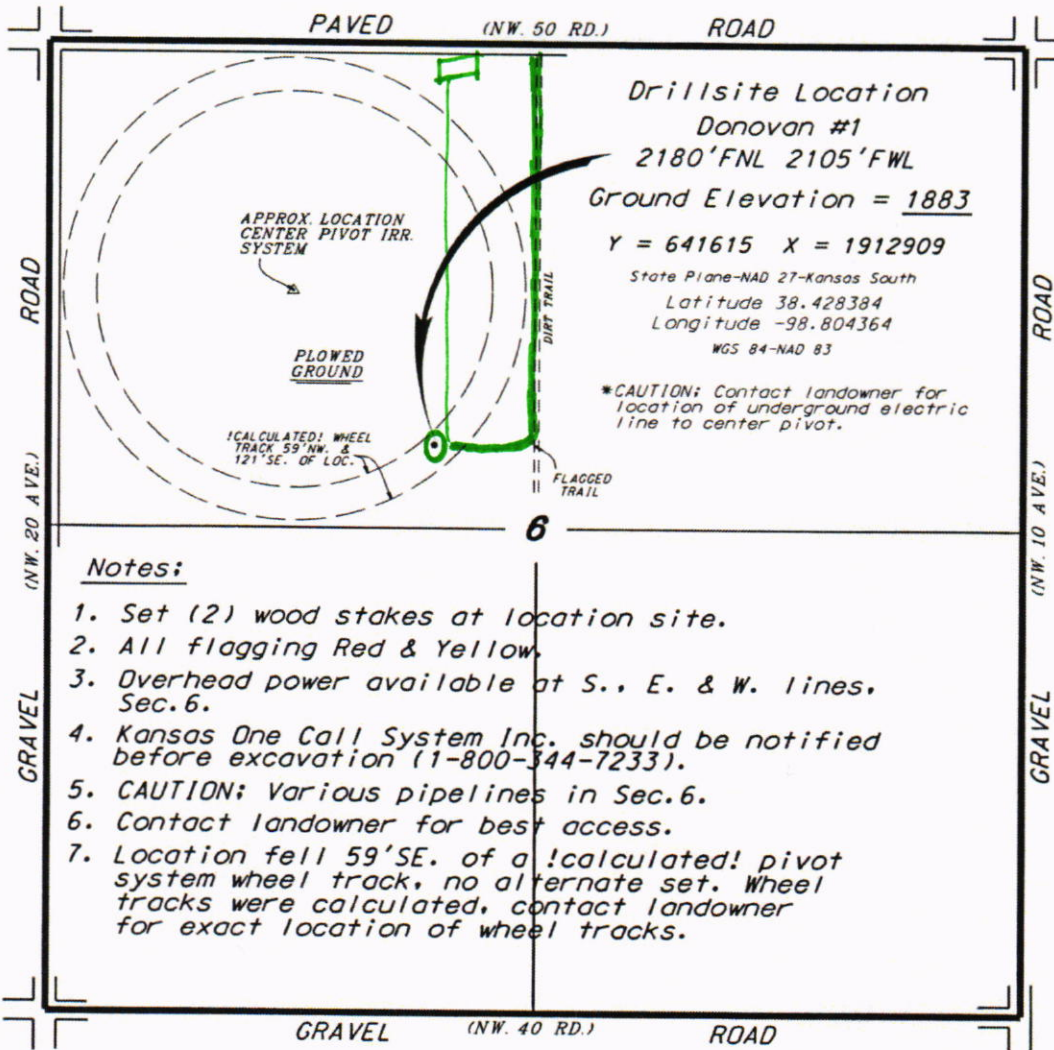 PAVED (NW. 50 RD.) ROAD
Drillsite Location
Donovan #1
2180'FNL 2105'FWL
Ground Elevation = 1883
Y = 641615 X = 1912909
State Plane-NAD 27-Kansas South
Latitude 38.428384
Longitude -98.804364
WGS 84-NAD 83
*CAUTION: Contact landowner for
location of underground electric
line to center pivot.
APPROX. LOCATION
CENTER PIVOT IRR.
SYSTEM
PLOWED
GROUND
!CALCULATED! WHEEL
TRACK 59'NW. &
121'SE. OF LOC.
DIRT TRAIL
FLAGGED
TRAIL
6
ROAD
(NW. 20 AVE.)
GRAVEL
ROAD
(NW. 10 AVE.)
GRAVEL
Notes:
1. Set (2) wood stakes at location site.
2. All flagging Red & Yellow.
3. Overhead power available at S., E. & W. lines,
Sec.6.
4. Kansas One Call System Inc. should be notified
before excavation (1-800-344-7233).
5. CAUTION: Various pipelines in Sec.6.
6. Contact landowner for best access.
7. Location fell 59'SE. of a !calculated! pivot
system wheel track, no alternate set. Wheel
tracks were calculated, contact landowner
for exact location of wheel tracks.
GRAVEL (NW. 40 RD.) ROAD